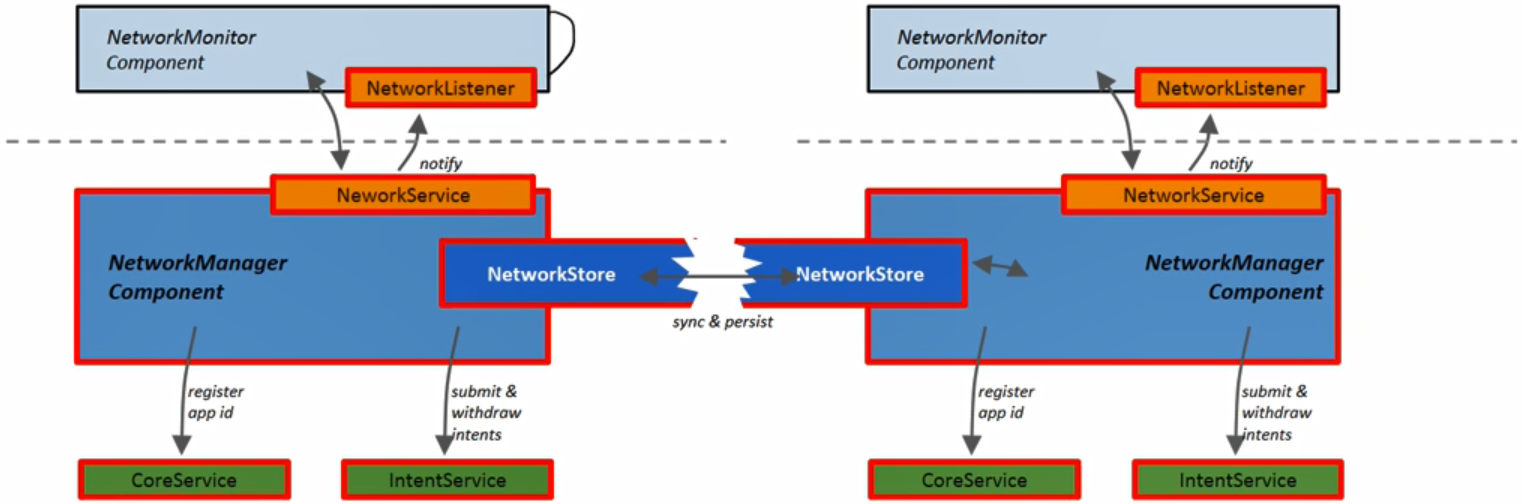 NetworkMonitor
Component
NetworkListener
notify
NeworkService
NetworkManager
Component
NetworkStore
register
app id
submit &
withdraw
intents
CoreService
IntentService
sync & persist
NetworkMonitor
Component
NetworkListener
notify
NetworkService
NetworkStore
NetworkManager
Component
register
app id
submit &
withdraw
intents
CoreService
IntentService